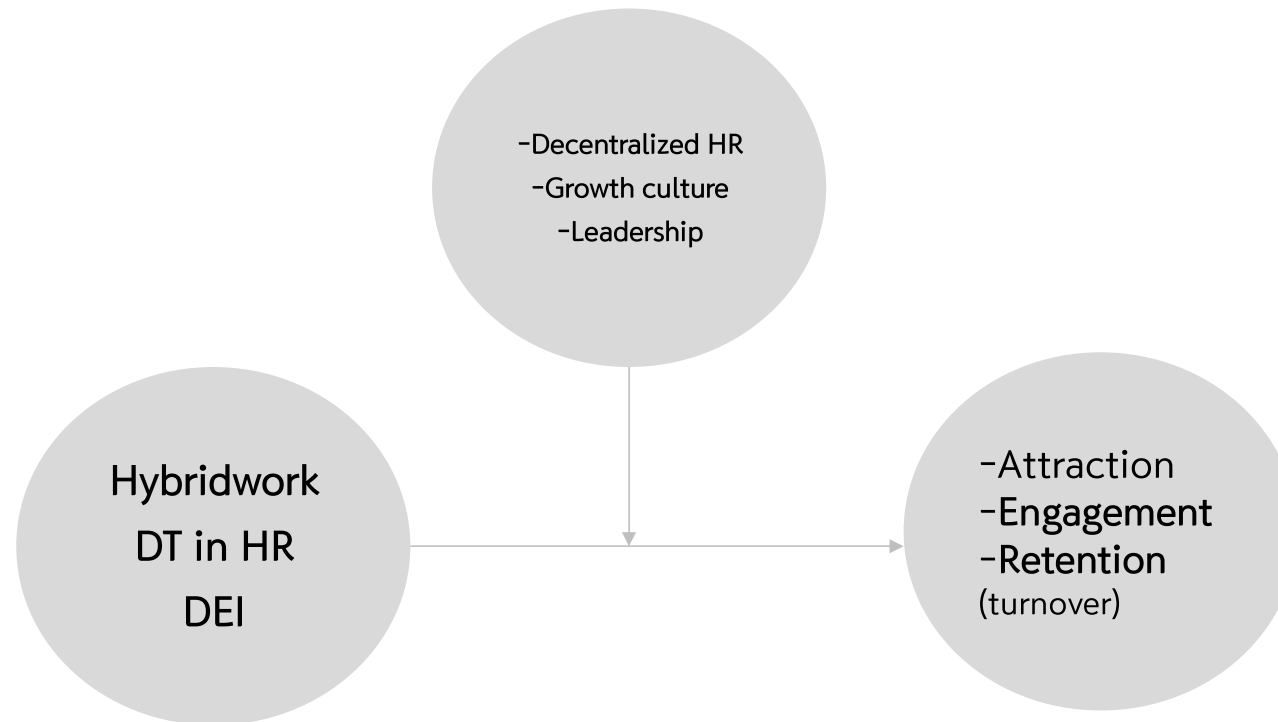 -Decentralized HR
-Growth culture
-Leadership
Hybridwork
DT in HR
DEI
-Attraction
-Engagement
-Retention
(turnover)